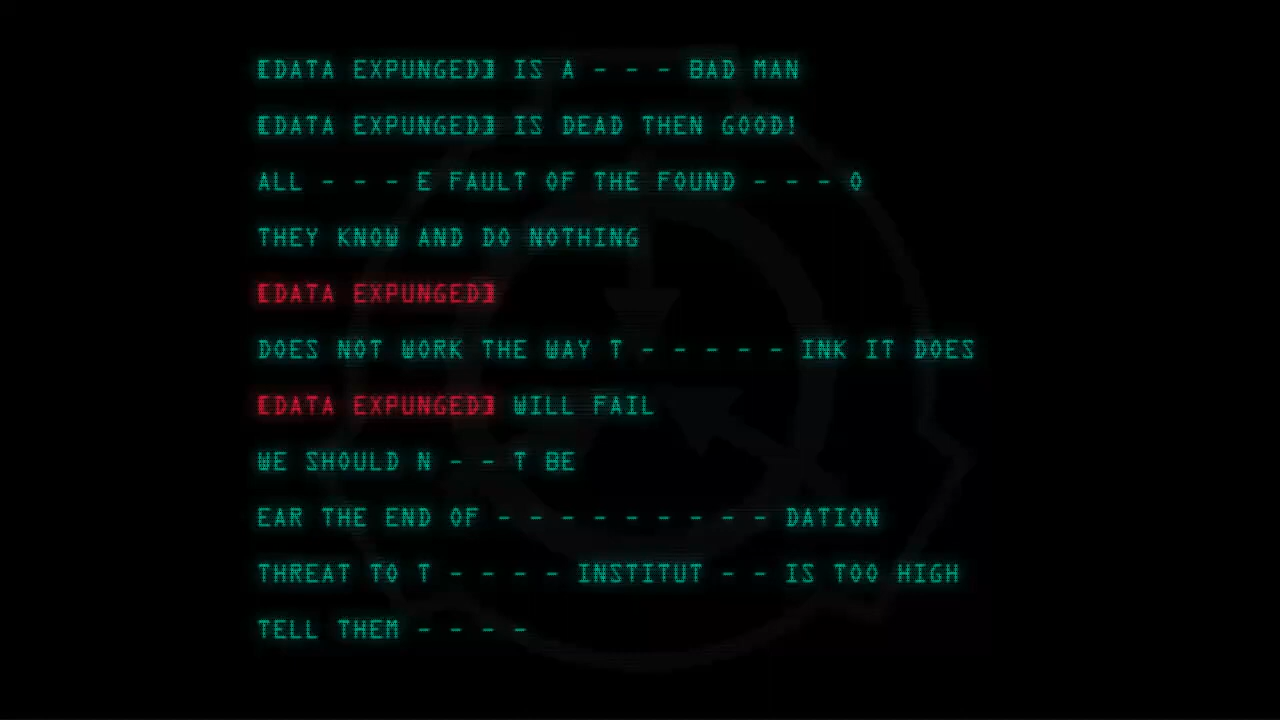 [DATA EXPUNGED] IS A - - - BAD MAN
[DATA EXPUNGED] IS DEAD THEN GOOD!
ALL - - - E FAULT OF THE FOUND - - - O
THEY KNOW AND DO NOTHING
[DATA EXPUNGED]
DOES NOT WORK THE WAY T - - - - - INK IT DOES
[DATA EXPUNGED] WILL FAIL
WE SHOULD N - - T BE
EAR THE END OF - - - - - - - - - DATION
THREAT TO T - - - - INSTITUT - - IS TOO HIGH
TELL THEM - - - -